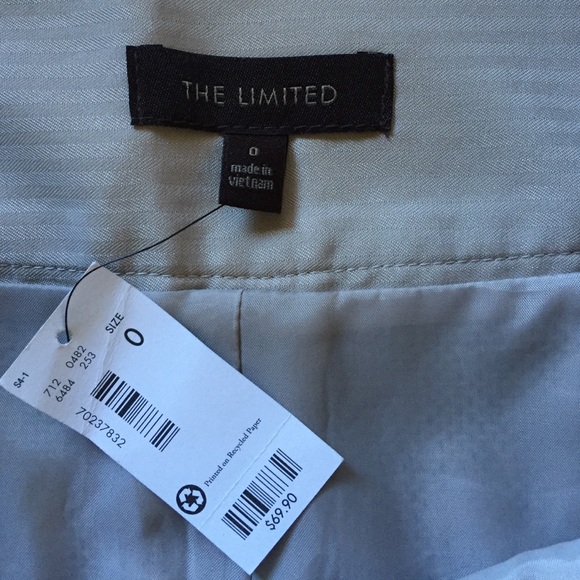 THE LIMITED
0
made in
vietnam
S4-1
712 0482
6484 253
SIZE
0
70237832
Printed on Recycled Paper
$69.90